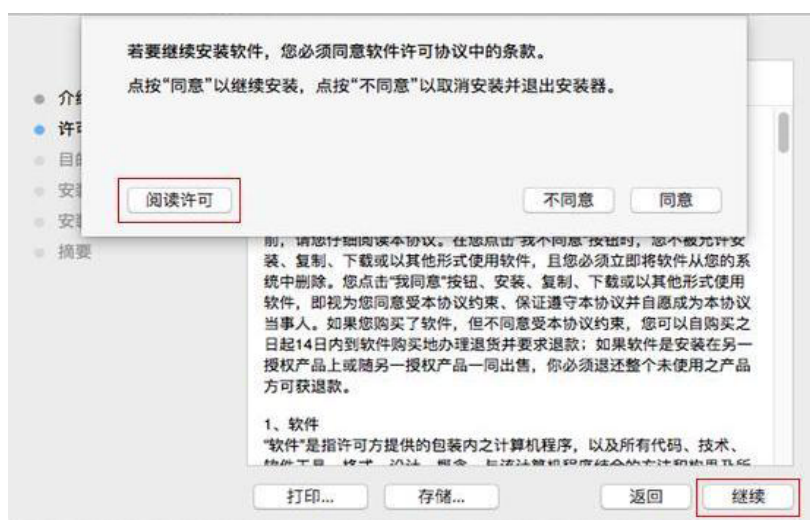 若要继续安装软件，您必须同意软件许可协议中的条款。
点按“同意”以继续安装，点按“不同意”以取消安装并退出安装器。
介
许
目
安
安
摘要
阅读许可
不同意
同意
前，请您仔细阅读本协议。在您点击“我不同意”按钮时，您不被允许安
装、复制、下载或以其他形式使用软件，且您必须立即将软件从您的系
统中删除。您点击“我同意”按钮、安装、复制、下载或以其他形式使用
软件，即视为您同意受本协议约束、保证遵守本协议并自愿成为本协议
当事人。如果您购买了软件，但不同意受本协议约束，您可以自购买之
日起14日内到软件购买地办理退货并要求退款；如果软件是安装在另一
授权产品上或随另一授权产品一同出售，你必须退还整个未使用之产品
方可获退款。
1、软件
“软件”是指许可方提供的包装内之计算机程序，以及所有代码、技术、
打印...
存储...
返回
继续